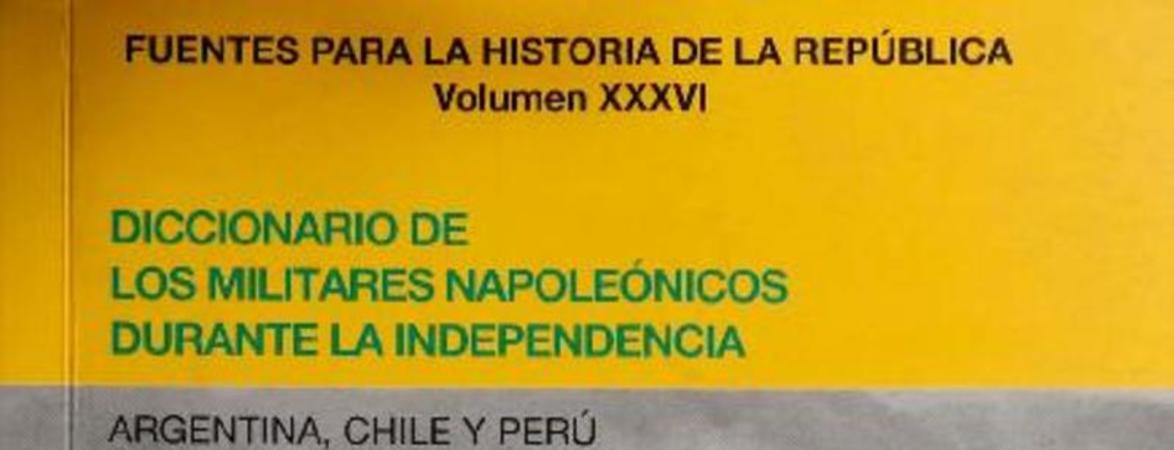 FUENTES PARA LA HISTORIA DE LA REPÚBLICA
Volumen XXXVI
DICCIONARIO DE
LOS MILITARES NAPOLEÓNICOS
DURANTE LA INDEPENDENCIA
ARGENTINA, CHILE Y PERÚ